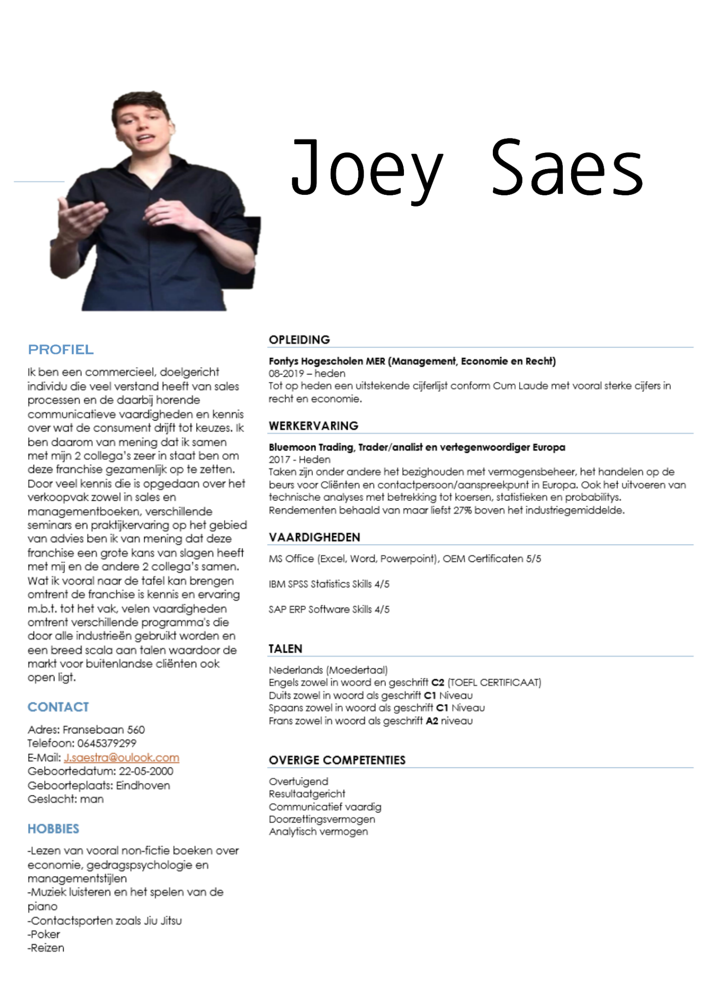 Joey Saes
PROFIEL
Ik ben een commercieel, doelgericht
individu die veel verstand heeft van sales
processen en de daarbij horende
communicatieve vaardigheden en kennis
over wat de consument drijft tot keuzes. Ik
ben daarom van mening dat ik samen
met mijn 2 collega's zeer in staat ben om
deze franchise gezamenlijk op te zetten.
Door veel kennis die is opgedaan over het
verkoopvak zowel in sales en
managementboeken, verschillende
seminars en praktijkervaring op het gebied
van advies ben ik van mening dat deze
franchise een grote kans van slagen heeft
met mij en de andere 2 collega's samen.
Wat ik vooral naar de tafel kan brengen
omtrent de franchise is kennis en ervaring
m.b.t. tot het vak, velen vaardigheden
omtrent verschillende programma's die
door alle industrieën gebruikt worden en
een breed scala aan talen waardoor de
markt voor buitenlandse cliënten ook
open ligt.
CONTACT
Adres: Fransebaan 560
Telefoon: 0645379299
E-Mail: J.saestra@oulook.com
Geboortedatum: 22-05-2000
Geboorteplaats: Eindhoven
Geslacht: man
HOBBIES
-Lezen van vooral non-fictie boeken over
economie, gedragspsychologie en
managementstijlen
-Muziek luisteren en het spelen van de
piano
-Contactsporten zoals Jiu Jitsu
-Poker
-Reizen
OPLEIDING
Fontys Hogescholen MER (Management, Economie en Recht)
08-2019 – heden
Tot op heden een uitstekende cijferlijst conform Cum Laude met vooral sterke cijfers in
recht en economie.
WERKERVARING
Bluemoon Trading, Trader/analist en vertegenwoordiger Europa
2017 - Heden
Taken zijn onder andere het bezighouden met vermogensbeheer, het handelen op de
beurs voor Cliënten en contactpersoon/aanspreekpunt in Europa. Ook het uitvoeren van
technische analyses met betrekking tot koersen, statistieken en probabilitys.
Rendementen behaald van maar liefst 27% boven het industriegemiddelde.
VAARDIGHEDEN
MS Office (Excel, Word, Powerpoint), OEM Certificaten 5/5
IBM SPSS Statistics Skills 4/5
SAP ERP Software Skills 4/5
TALEN
Nederlands (Moedertaal)
Engels zowel in woord en geschrift C2 (TOEFL CERTIFICAAT)
Duits zowel in woord als geschrift C1 Niveau
Spaans zowel in woord als geschrift C1 Niveau
Frans zowel in woord als geschrift A2 niveau
OVERIGE COMPETENTIES
Overtuigend
Resultaatgericht
Communicatief vaardig
Doorzettingsvermogen
Analytisch vermogen